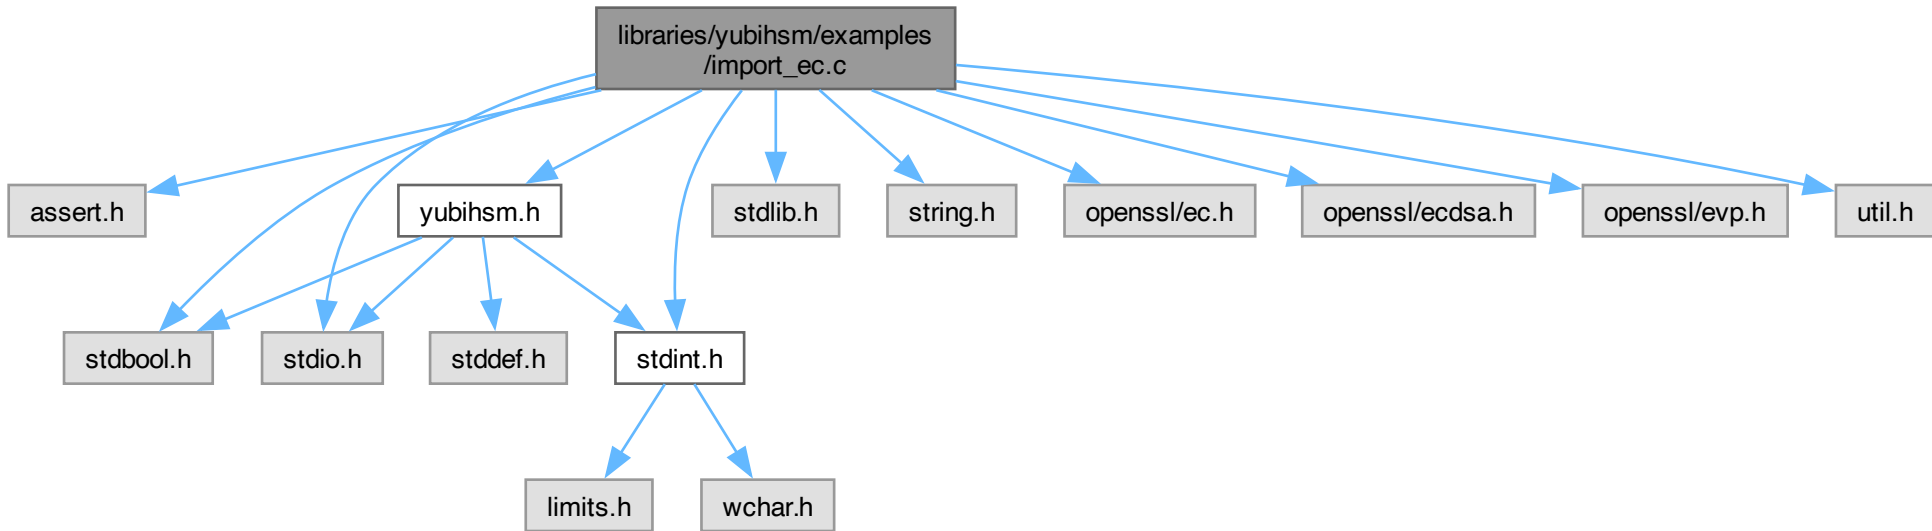 libraries/yubihsm/examples
/import_ec.c
assert.h
yubihsm.h
stdlib.h
string.h
openssl/ec.h
openssl/ecdsa.h
openssl/evp.h
util.h
stdbool.h
stdio.h
stddef.h
stdint.h
limits.h
wchar.h